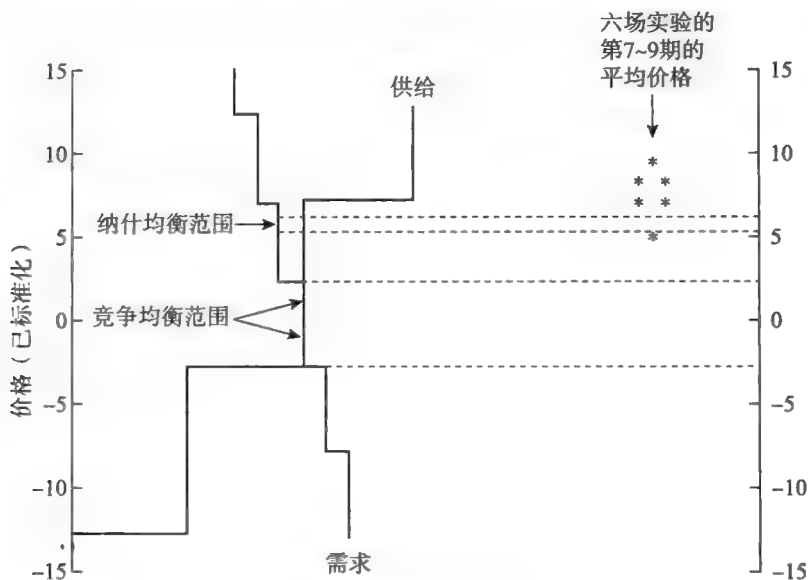 六场实验的
第7~9期的
平均价格
15
10
5
0
-5
-10
-15
价格（已标准化）
供给
纳什均衡范围
竞争均衡范围
需求
* 
* *
* *
*
15
10
5
0
-5
-10
-15